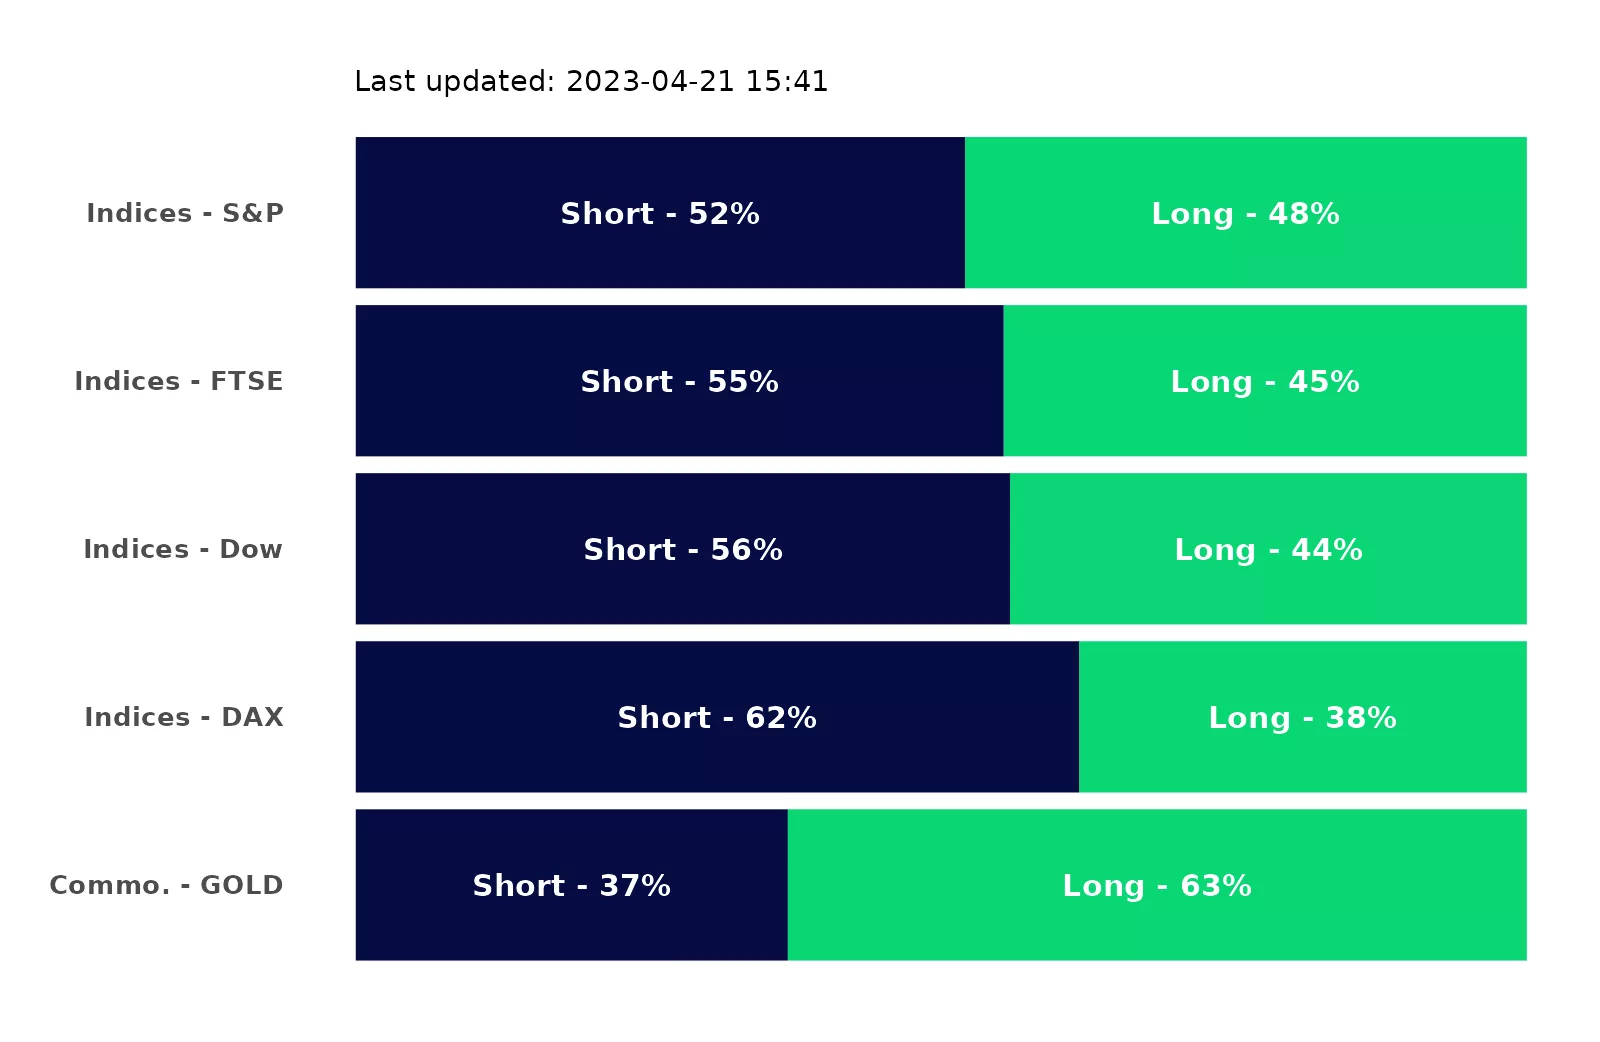 Last updated: 2023-04-21 15:41
Indices - S&P Short - 52% Long - 48%
Indices - FTSE Short - 55% Long - 45%
Indices - Dow Short - 56% Long - 44%
Indices - DAX Short - 62% Long - 38%
Commo. - GOLD Short - 37% Long - 63%